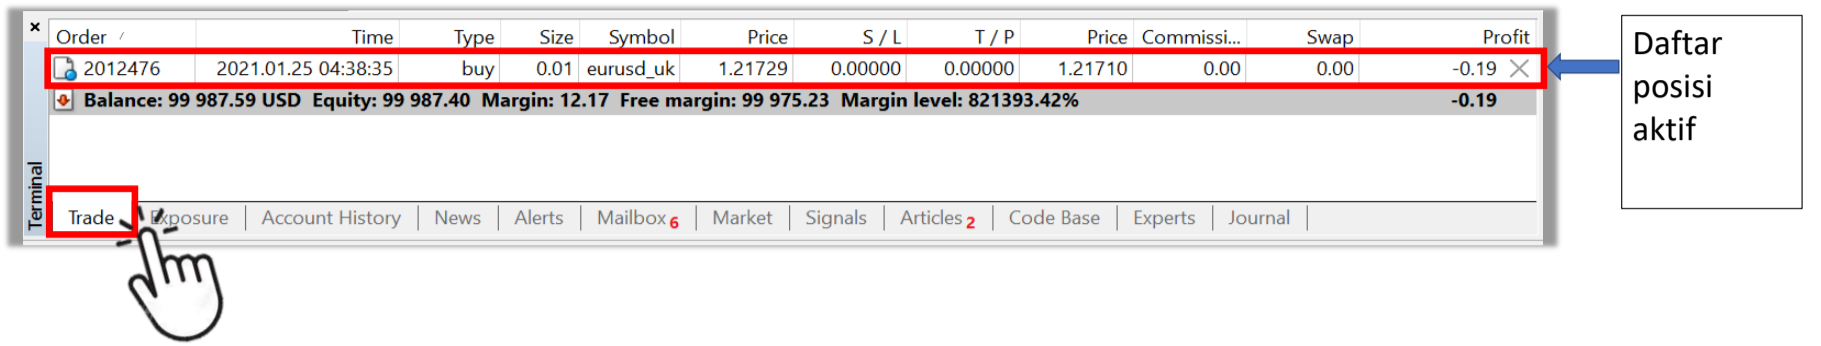 Order / Time Type Size Symbol Price S / L T / P Price Commissi... Swap Profit
2012476 2021.01.25 04:38:35 buy 0.01 eurusd_uk 1.21729 0.00000 0.00000 1.21710 0.00 0.00 -0.19
Balance: 99 987.59 USD Equity: 99 987.40 Margin: 12.17 Free margin: 99 975.23 Margin level: 821393.42% -0.19
Terminal
Trade Exposure Account History News Alerts Mailbox 6 Market Signals Articles 2 Code Base Experts Journal
Daftar
posisi
aktif